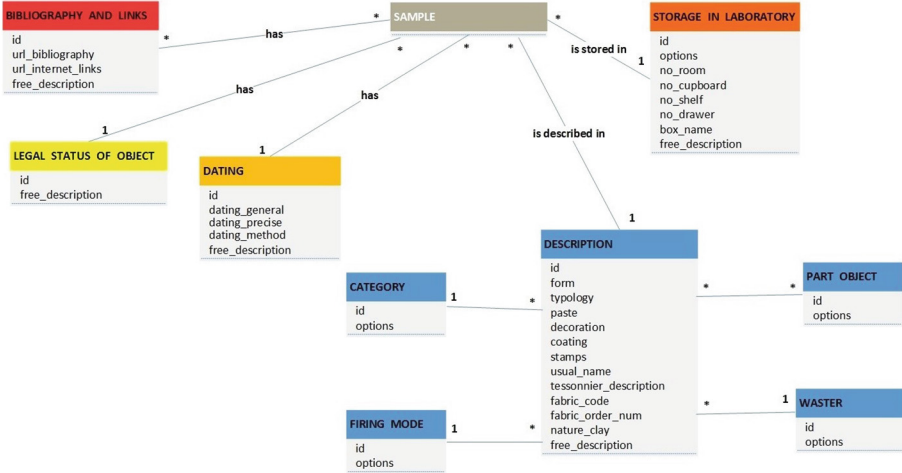 BIBLIOGRAPHY AND LINKS
id
url_bibliography
url_internet_links
free_description
*
has
*
SAMPLE
*
*
*
*
is stored in
1
STORAGE IN LABORATORY
id
options
no_room
no_cupboard
no_shelf
no_drawer
box_name
free_description
has
1
LEGAL STATUS OF OBJECT
id
free_description
has
1
DATING
id
dating_general
dating_precise
dating_method
free_description
is described in
1
DESCRIPTION
id
form
typology
paste
decoration
coating
stamps
usual_name
tessonnier_description
fabric_code
fabric_order_num
nature_clay
free_description
CATEGORY
id
options
1
*
PART OBJECT
id
options
*
*
FIRING MODE
id
options
1
*
WASTER
id
options
*
1